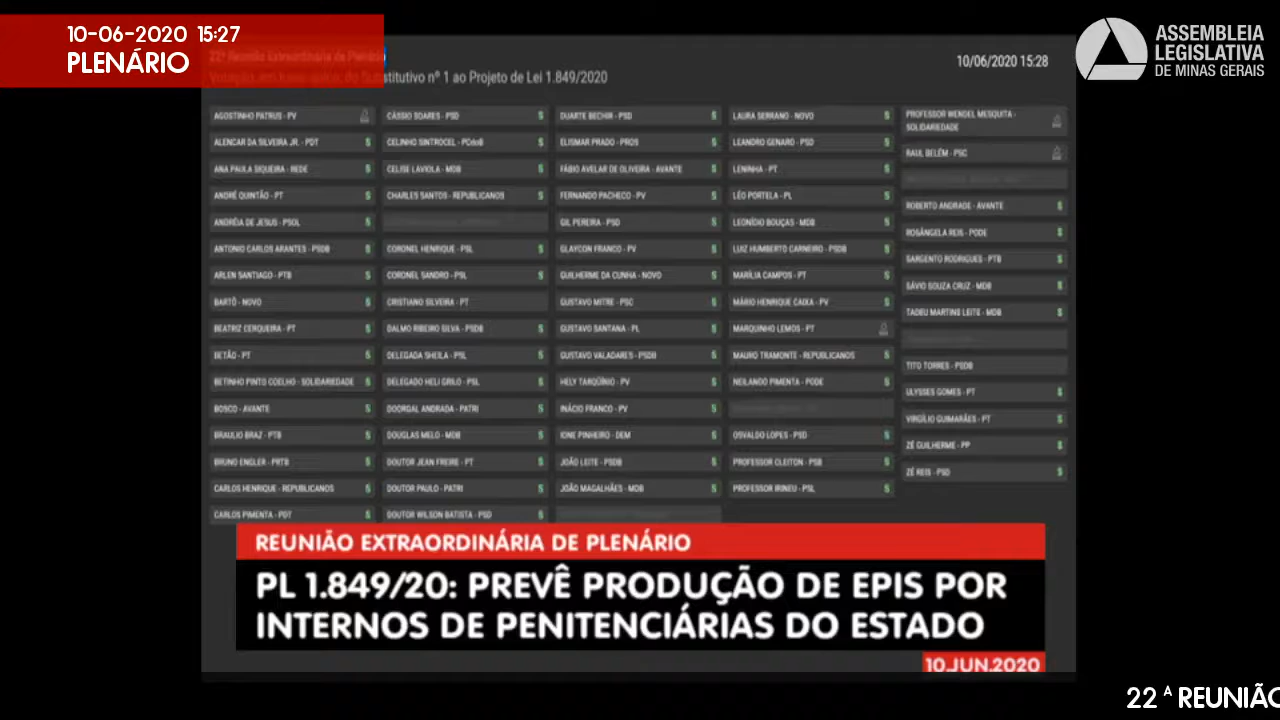 10-06-2020 15:27
PLENÁRIO
ASSEMBLEIA
LEGISLATIVA
DE MINAS GERAIS
22ª Reunião Extraordinária de Plenário
10/06/2020 15:28
Substitutivo nº 1 ao Projeto de Lei 1.849/2020
AGOSTINHO PATRUS - PV
ALENCAR DA SILVEIRA JR. - PDT S
ANA PAULA SIQUEIRA - REDE S
ANDRÉ QUINTÃO - PT S
ANDRÉIA DE JESUS - PSOL S
ANTONIO CARLOS ARANTES - PSDB S
ARLEN SANTIAGO - PTB S
BARTÔ - NOVO S
BEATRIZ CERQUEIRA - PT S
BETÃO - PT S
BETINHO PINTO COELHO - SOLIDARIEDADE S
BOSCO - AVANTE S
BRAULIO BRAZ - PTB S
BRUNO ENGLER - PRTB S
CARLOS HENRIQUE - REPUBLICANOS S
CARLOS PIMENTA - PDT S
CÁSSIO SOARES - PSD S
CELINHO SINTROCEL - PCdoB S
CELISE LAVIOLA - MDB S
CHARLES SANTOS - REPUBLICANOS S
CORONEL HENRIQUE - PSL S
CORONEL SANDRO - PSL S
CRISTIANO SILVEIRA - PT
DALMO RIBEIRO SILVA - PSDB S
DELEGADA SHEILA - PSL S
DELEGADO HELI GRILO - PSL S
DOORGAL ANDRADA - PATRI S
DOUGLAS MELO - MDB S
DOUTOR JEAN FREIRE - PT S
DOUTOR PAULO - PATRI S
DOUTOR WILSON BATISTA - PSD S
DUARTE BECHIR - PSD S
ELISMAR PRADO - PROS S
FÁBIO AVELAR DE OLIVEIRA - AVANTE S
FERNANDO PACHECO - PV S
GIL PEREIRA - PSD S
GLAYCON FRANCO - PV S
GUILHERME DA CUNHA - NOVO S
GUSTAVO MITRE - PSC S
GUSTAVO SANTANA - PL S
GUSTAVO VALADARES - PSDB S
HELY TARQÜÍNIO - PV S
INÁCIO FRANCO - PV S
IONE PINHEIRO - DEM S
JOÃO LEITE - PSDB S
JOÃO MAGALHÃES - MDB S
LAURA SERRANO - NOVO S
LEANDRO GENARO - PSD S
LENINHA - PT S
LÉO PORTELA - PL S
LEONÍDIO BOUÇAS - MDB S
LUIZ HUMBERTO CARNEIRO - PSDB S
MARÍLIA CAMPOS - PT S
MÁRIO HENRIQUE CAIXA - PV S
MARQUINHO LEMOS - PT
MAURO TRAMONTE - REPUBLICANOS S
NEILANDO PIMENTA - PODE S
OSVALDO LOPES - PSD S
PROFESSOR CLEITON - PSB S
PROFESSOR IRINEU - PSL S
PROFESSOR WENDEL MESQUITA -
SOLIDARIEDADE
RAUL BELÉM - PSC
ROBERTO ANDRADE - AVANTE S
ROSÂNGELA REIS - PODE S
SARGENTO RODRIGUES - PTB S
SÁVIO SOUZA CRUZ - MDB S
TADEU MARTINS LEITE - MDB S
TITO TORRES - PSDB
ULYSSES GOMES - PT S
VIRGÍLIO GUIMARÃES - PT S
ZÉ GUILHERME - PP S
ZÉ REIS - PSD S
REUNIÃO EXTRAORDINÁRIA DE PLENÁRIO
PL 1.849/20: PREVÊ PRODUÇÃO DE EPIS POR
INTERNOS DE PENITENCIÁRIAS DO ESTADO
10.JUN.2020
22 ª REUNIÃO